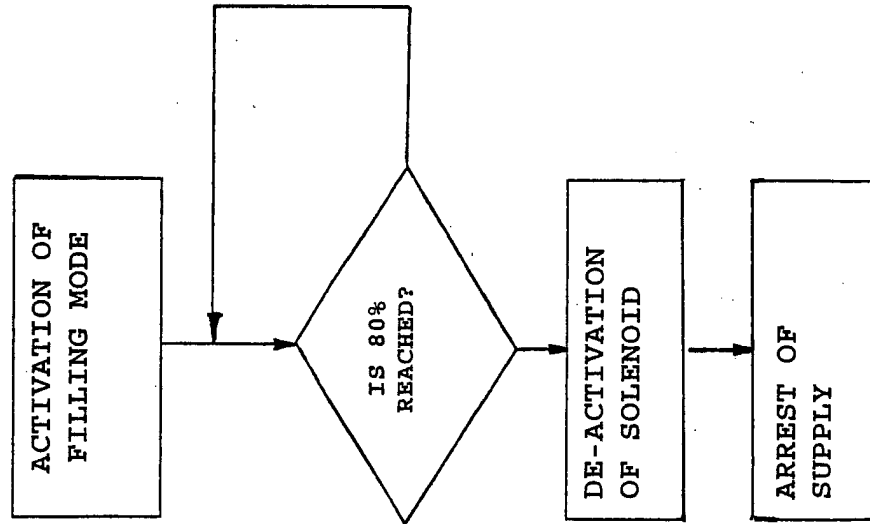 ACTIVATION OF
FILLING MODE
IS 80%
REACHED?
DE-ACTIVATION
OF SOLENOID
ARREST OF
SUPPLY